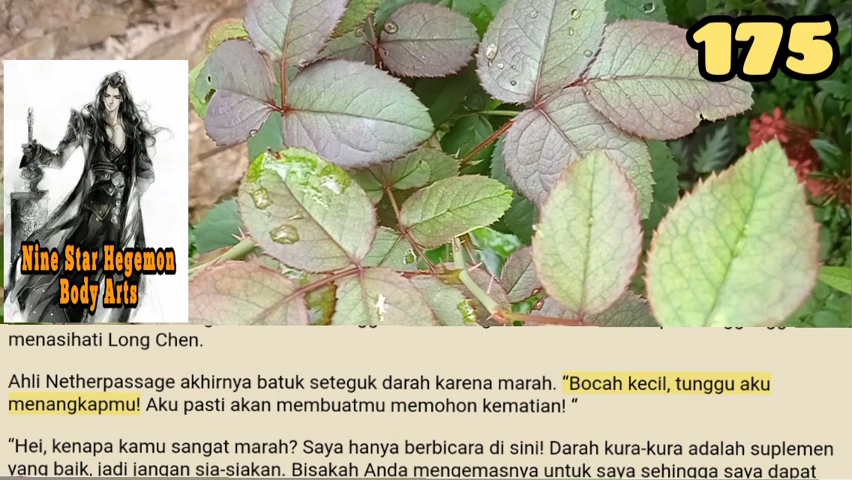 175
Nine Star Hegemon
Body Arts
menasihati Long Chen.
Ahli Netherpassage akhirnya batuk seteguk darah karena marah. “Bocah kecil, tunggu aku
menangkapmu! Aku pasti akan membuatmu memohon kematian! “
“Hei, kenapa kamu sangat marah? Saya hanya berbicara di sini! Darah kura-kura adalah suplemen
yang baik, jadi jangan sia-siakan. Bisakah Anda mengemasnya untuk saya sehingga saya dapat